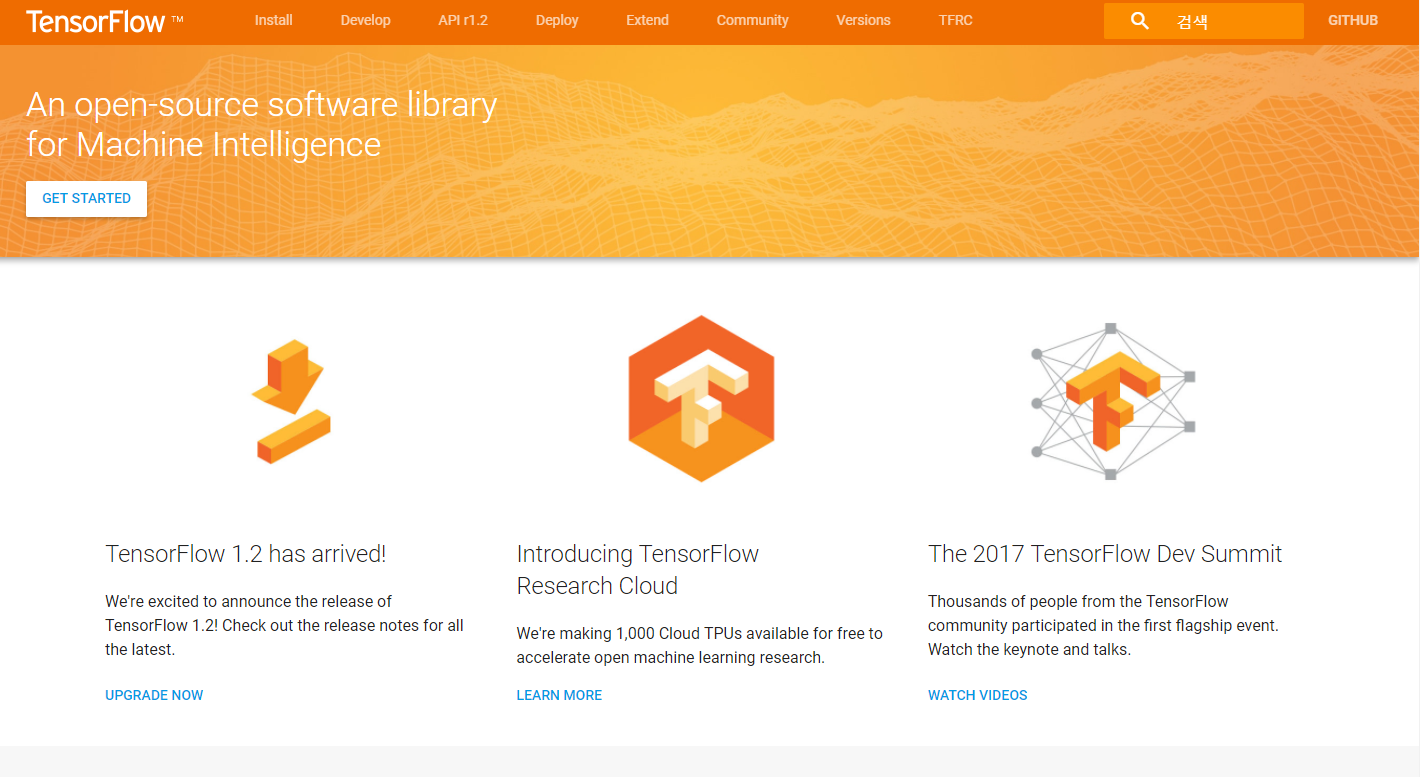 TensorFlow ™ Install Develop API r1.2 Deploy Extend Community Versions TFRC 검색 GITHUB
An open-source software library
for Machine Intelligence
GET STARTED
TensorFlow 1.2 has arrived!
We're excited to announce the release of
TensorFlow 1.2! Check out the release notes for all
the latest.
UPGRADE NOW
Introducing TensorFlow
Research Cloud
We're making 1,000 Cloud TPUs available for free to
accelerate open machine learning research.
LEARN MORE
The 2017 TensorFlow Dev Summit
Thousands of people from the TensorFlow
community participated in the first flagship event.
Watch the keynote and talks.
WATCH VIDEOS